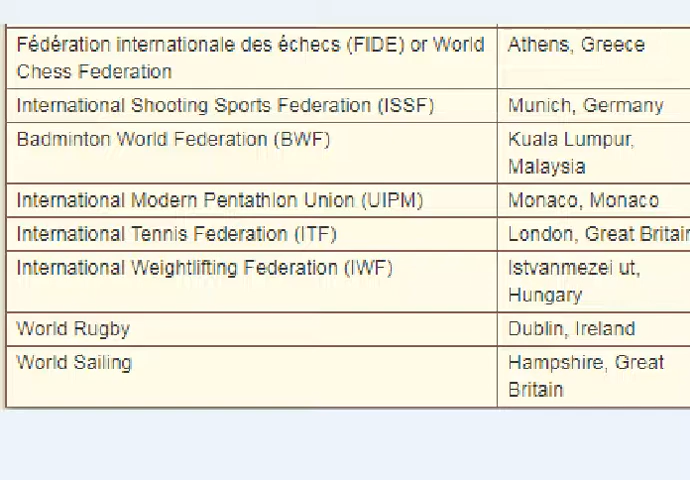 Fédération internationale des échecs (FIDE) or World
Chess Federation
Athens, Greece
International Shooting Sports Federation (ISSF)
Munich, Germany
Badminton World Federation (BWF)
Kuala Lumpur,
Malaysia
International Modern Pentathlon Union (UIPM)
Monaco, Monaco
International Tennis Federation (ITF)
London, Great Britain
International Weightlifting Federation (IWF)
Istvanmezei ut,
Hungary
World Rugby
Dublin, Ireland
World Sailing
Hampshire, Great
Britain